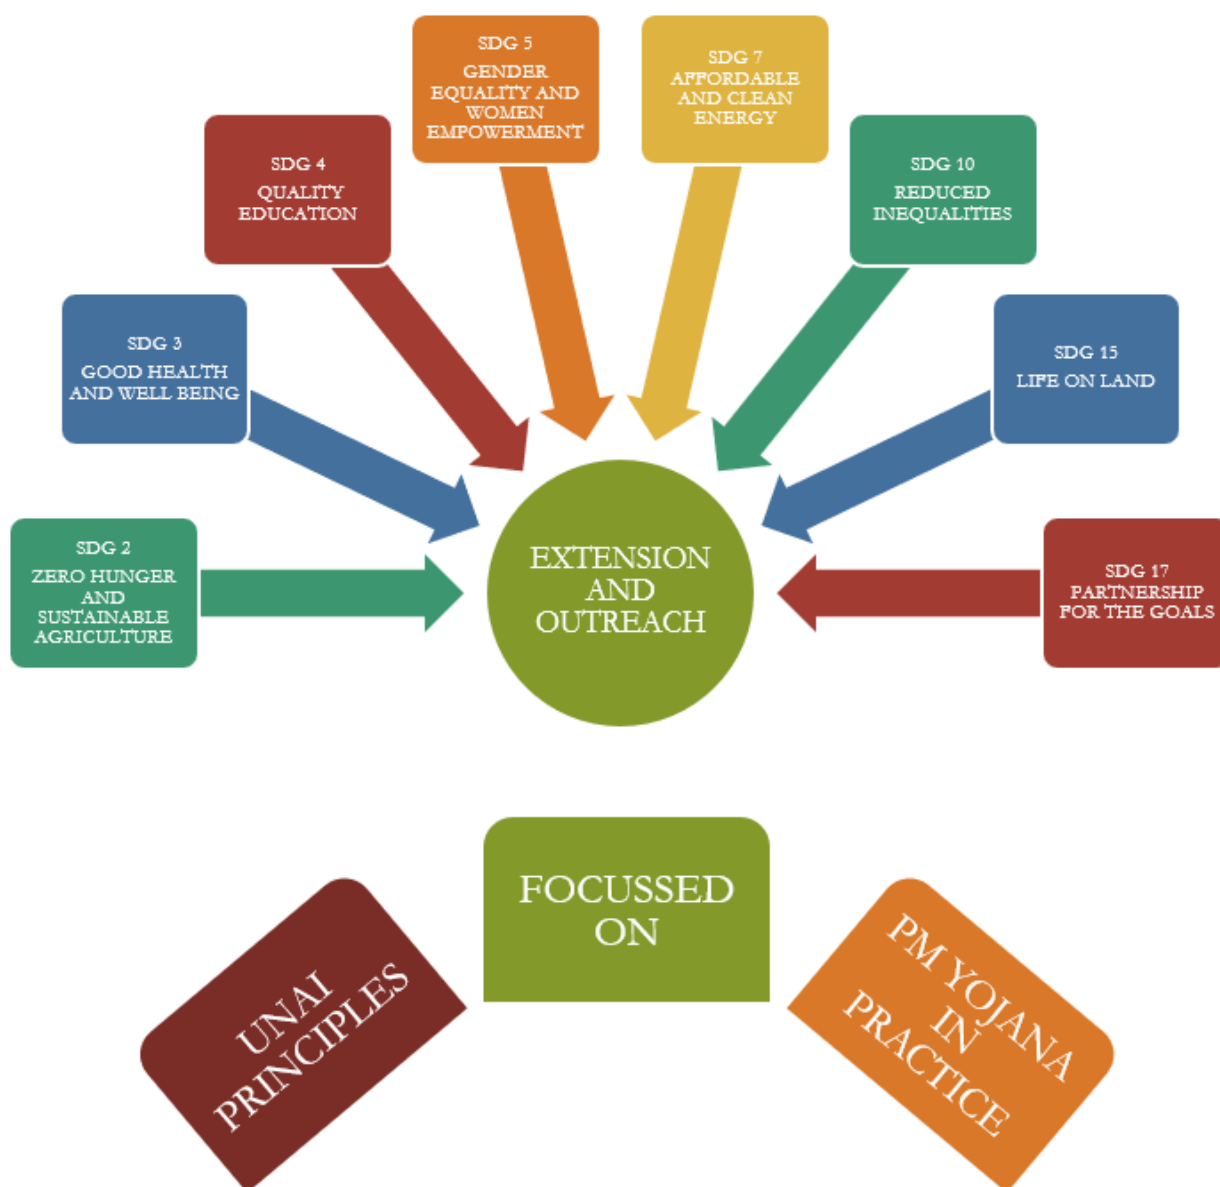 SDG 5
GENDER
EQUALITY AND
WOMEN
EMPOWERMENT
SDG 7
AFFORDABLE
AND CLEAN
ENERGY
SDG 4
QUALITY
EDUCATION
SDG 10
REDUCED
INEQUALITIES
SDG 3
GOOD HEALTH
AND WELL BEING
SDG 15
LIFE ON LAND
SDG 2
ZERO HUNGER
AND
SUSTAINABLE
AGRICULTURE
EXTENSION
AND
OUTREACH
SDG 17
PARTNERSHIP
FOR THE GOALS
UNAI
PRINCIPLES
FOCUSSED
ON
PM YOJANA
IN
PRACTICE